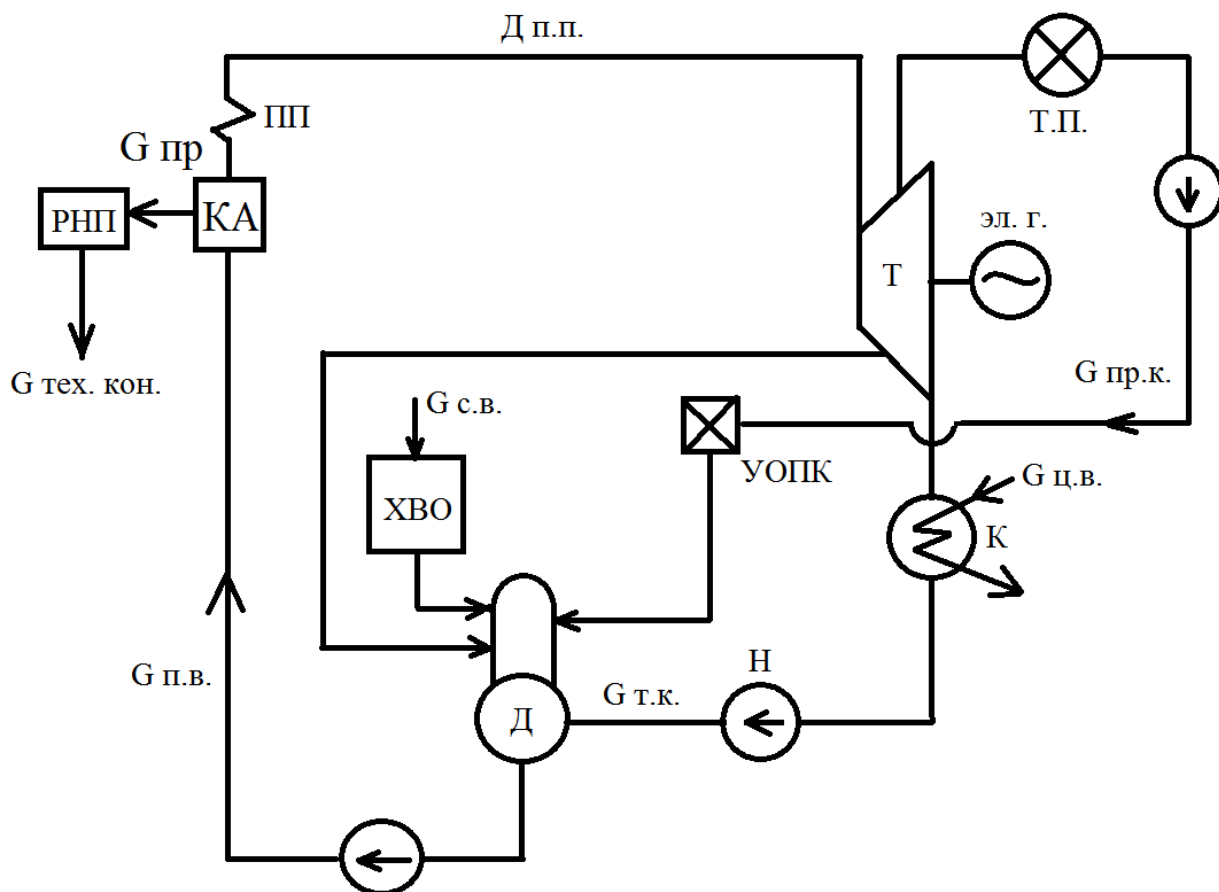 Д п.п.
ПП
Т.П.
G пр
РНП
КА
эл. г.
Т
G тех. кон.
G пр.к.
G с.в.
УОПК
G ц.в.
ХВО
К
G п.в.
Н
G т.к.
Д